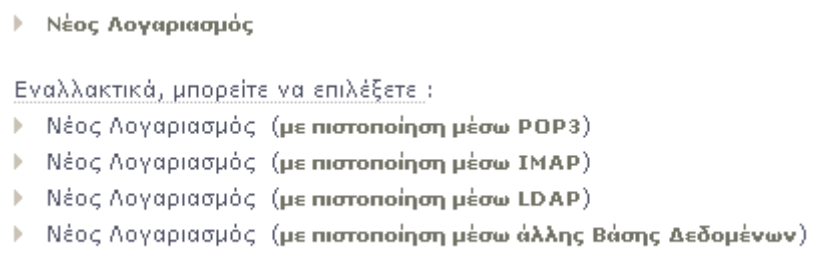 Νέος Λογαριασμός
Εναλλακτικά, μπορείτε να επιλέξετε :
Νέος Λογαριασμός (με πιστοποίηση μέσω POP3)
Νέος Λογαριασμός (με πιστοποίηση μέσω IMAP)
Νέος Λογαριασμός (με πιστοποίηση μέσω LDAP)
Νέος Λογαριασμός (με πιστοποίηση μέσω άλλης Βάσης Δεδομένων)